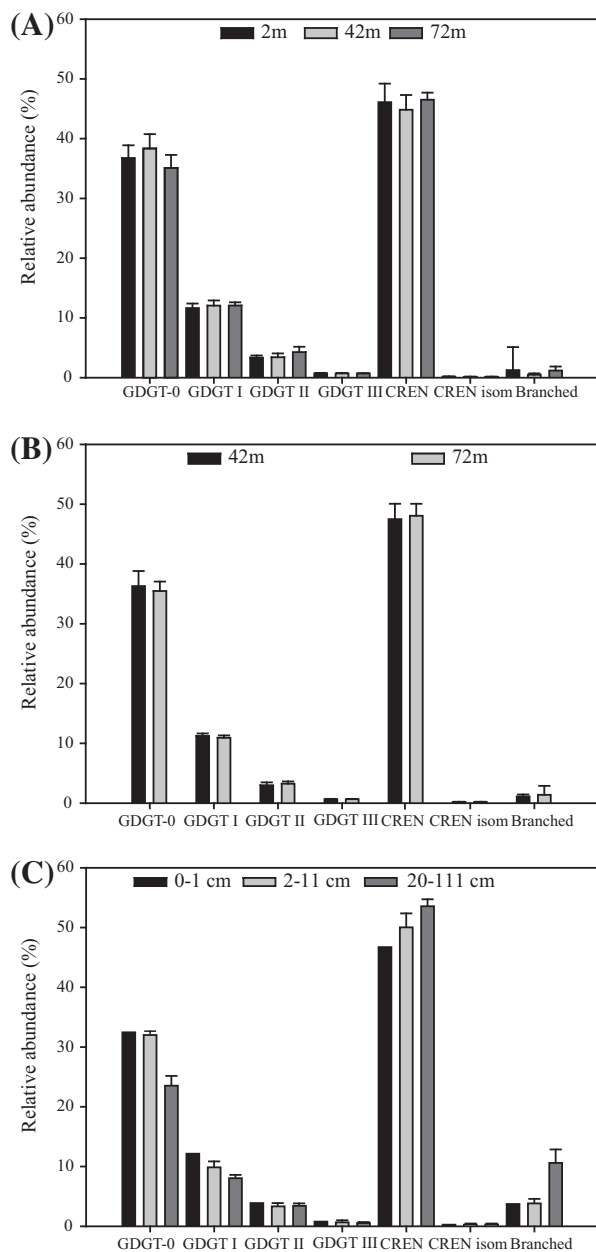 (A)
2m 42m 72m
Relative abundance (%)
60
50
40
30
20
10
0
GDGT-0 GDGT I GDGT II GDGT III CREN CREN isom Branched
(B)
42m 72m
Relative abundance (%)
60
50
40
30
20
10
0
GDGT-0 GDGT I GDGT II GDGT III CREN CREN isom Branched
(C)
0-1 cm 2-11 cm 20-111 cm
Relative abundance (%)
60
50
40
30
20
10
0
GDGT-0 GDGT I GDGT II GDGT III CREN CREN isom Branched